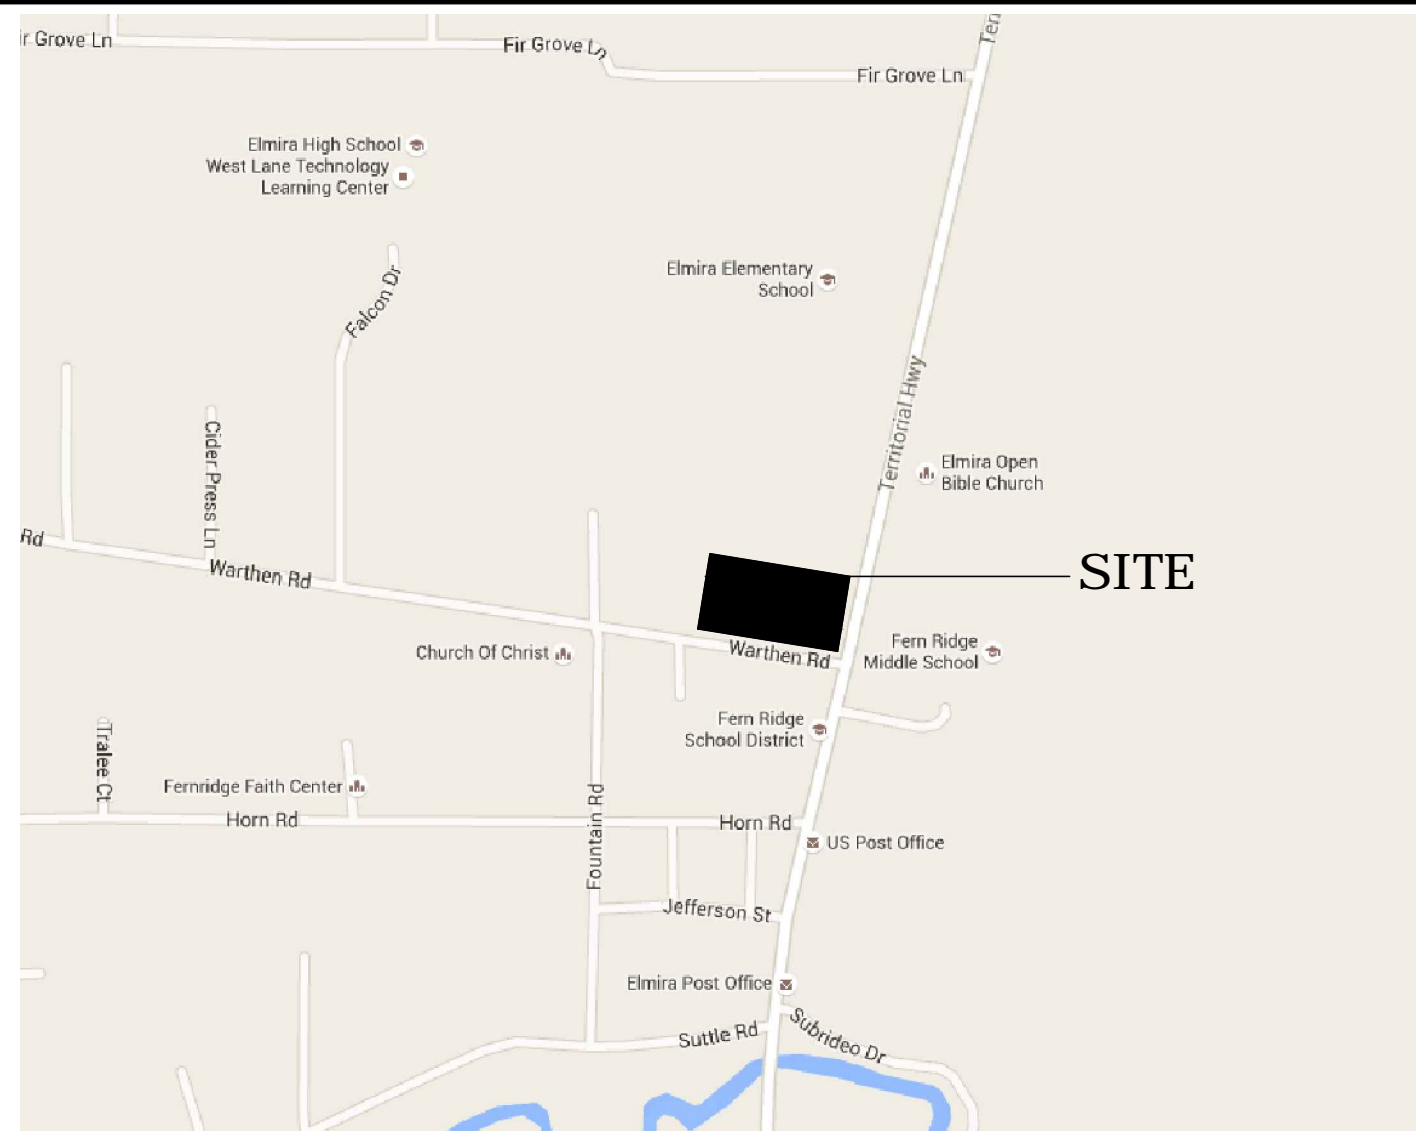 ir Grove Ln
Fir Grove Ln
Ter
Fir Grove Ln
Elmira High School
West Lane Technology
Learning Center
Elmira Elementary
School
Falcon Dr
Territorial Hwy
Cider Press Ln
Elmira Open
Bible Church
Rd
Warthen Rd
SITE
Church Of Christ
Warthen Rd
Fern Ridge
Middle School
Fern Ridge
School District
Tralee Ct
Fernridge Faith Center
Horn Rd
Horn Rd
Fountain Rd
US Post Office
Jefferson St
Elmira Post Office
Suttle Rd
Subrideo Dr